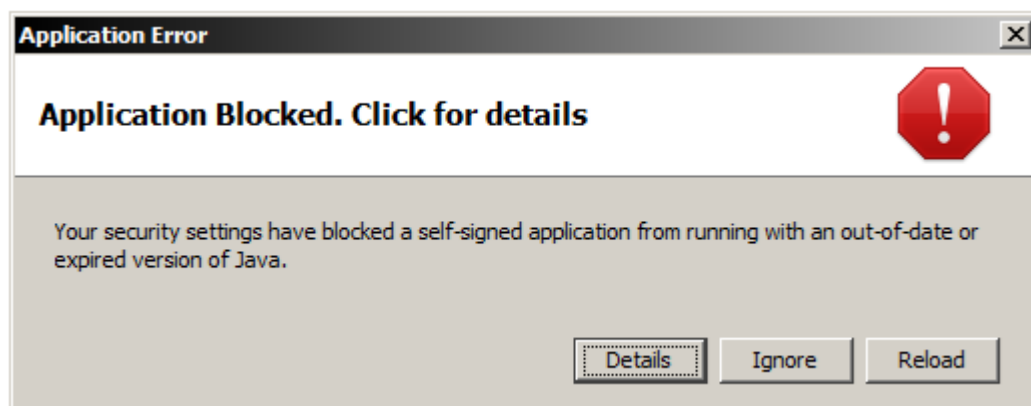 Application Error
Application Blocked. Click for details
Your security settings have blocked a self-signed application from running with an out-of-date or
expired version of Java.
Details Ignore Reload